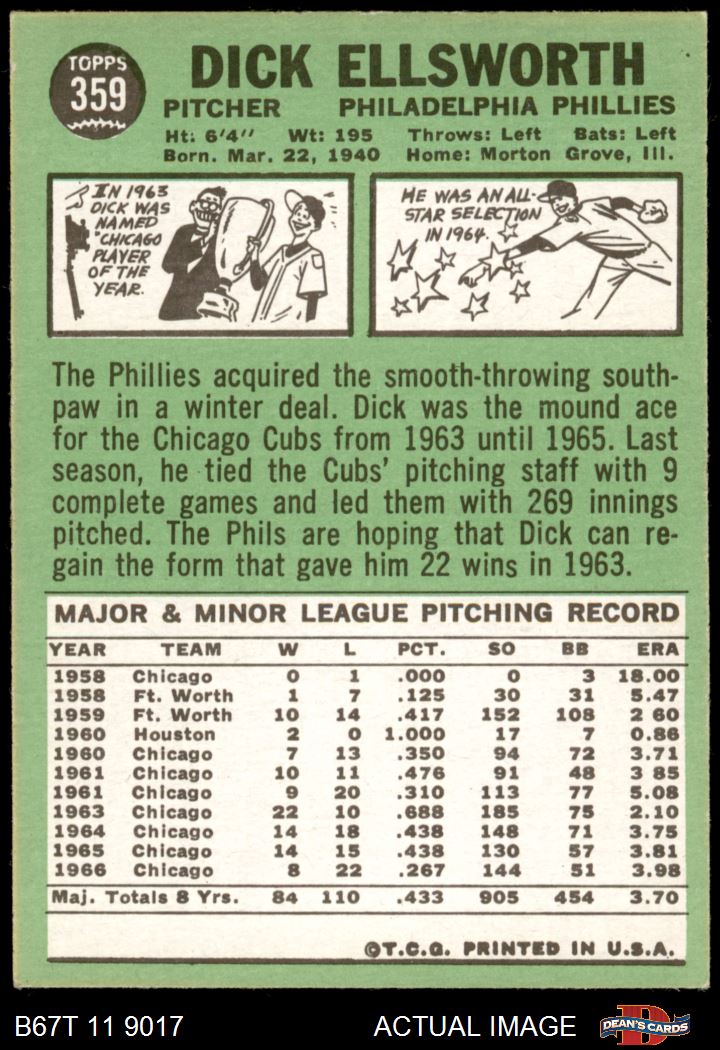 TOPPS
359
DICK ELLSWORTH
PITCHER PHILADELPHIA PHILLIES
Ht: 6'4" Wt: 195 Throws: Left Bats: Left
Born. Mar. 22, 1940 Home: Morton Grove, Ill.
IN 1963
DICK WAS
NAMED
"CHICAGO
PLAYER
OF THE
YEAR.
HE WAS AN ALL-
STAR SELECTION
IN 1964.
The Phillies acquired the smooth-throwing south-
paw in a winter deal. Dick was the mound ace
for the Chicago Cubs from 1963 until 1965. Last
season, he tied the Cubs' pitching staff with 9
complete games and led them with 269 innings
pitched. The Phils are hoping that Dick can re-
gain the form that gave him 22 wins in 1963.
MAJOR & MINOR LEAGUE PITCHING RECORD
YEAR TEAM W L PCT. SO BB ERA
1958 Chicago 0 1 .000 0 3 18.00
1958 Ft. Worth 1 7 .125 30 31 5.47
1959 Ft. Worth 10 14 .417 152 108 2 60
1960 Houston 2 0 1.000 17 7 0.86
1960 Chicago 7 13 .350 94 72 3.71
1961 Chicago 10 11 .476 91 48 3 85
1961 Chicago 9 20 .310 113 77 5.08
1963 Chicago 22 10 .688 185 75 2.10
1964 Chicago 14 18 .438 148 71 3.75
1965 Chicago 14 15 .438 130 57 3.81
1966 Chicago 8 22 .267 144 51 3.98
Maj. Totals 8 Yrs. 84 110 .433 905 454 3.70
©T.C.G. PRINTED IN U.S.A.
B67T 11 9017 ACTUAL IMAGE
D
DEAN'S CARDS